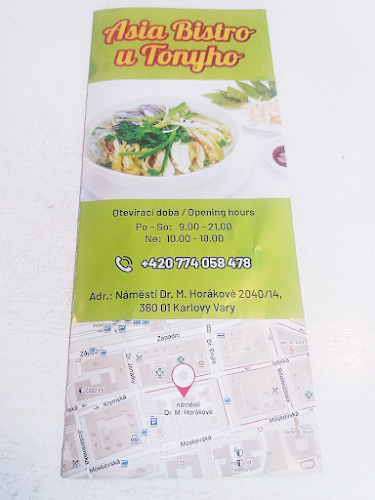 Asia Bistro
u Tonyho
Otevírací doba / Opening hours
Po - So: 9.00 - 21.00
Ne: 10.00 - 18.00
+420 774 058 478
Adr.: Náměstí Dr. M. Horákové 2040/14,
360 01 Karlovy Vary
Západní
Jaltská
Krymská
náměstí
Dr. M. Horákové
Moskevská
Moskevská